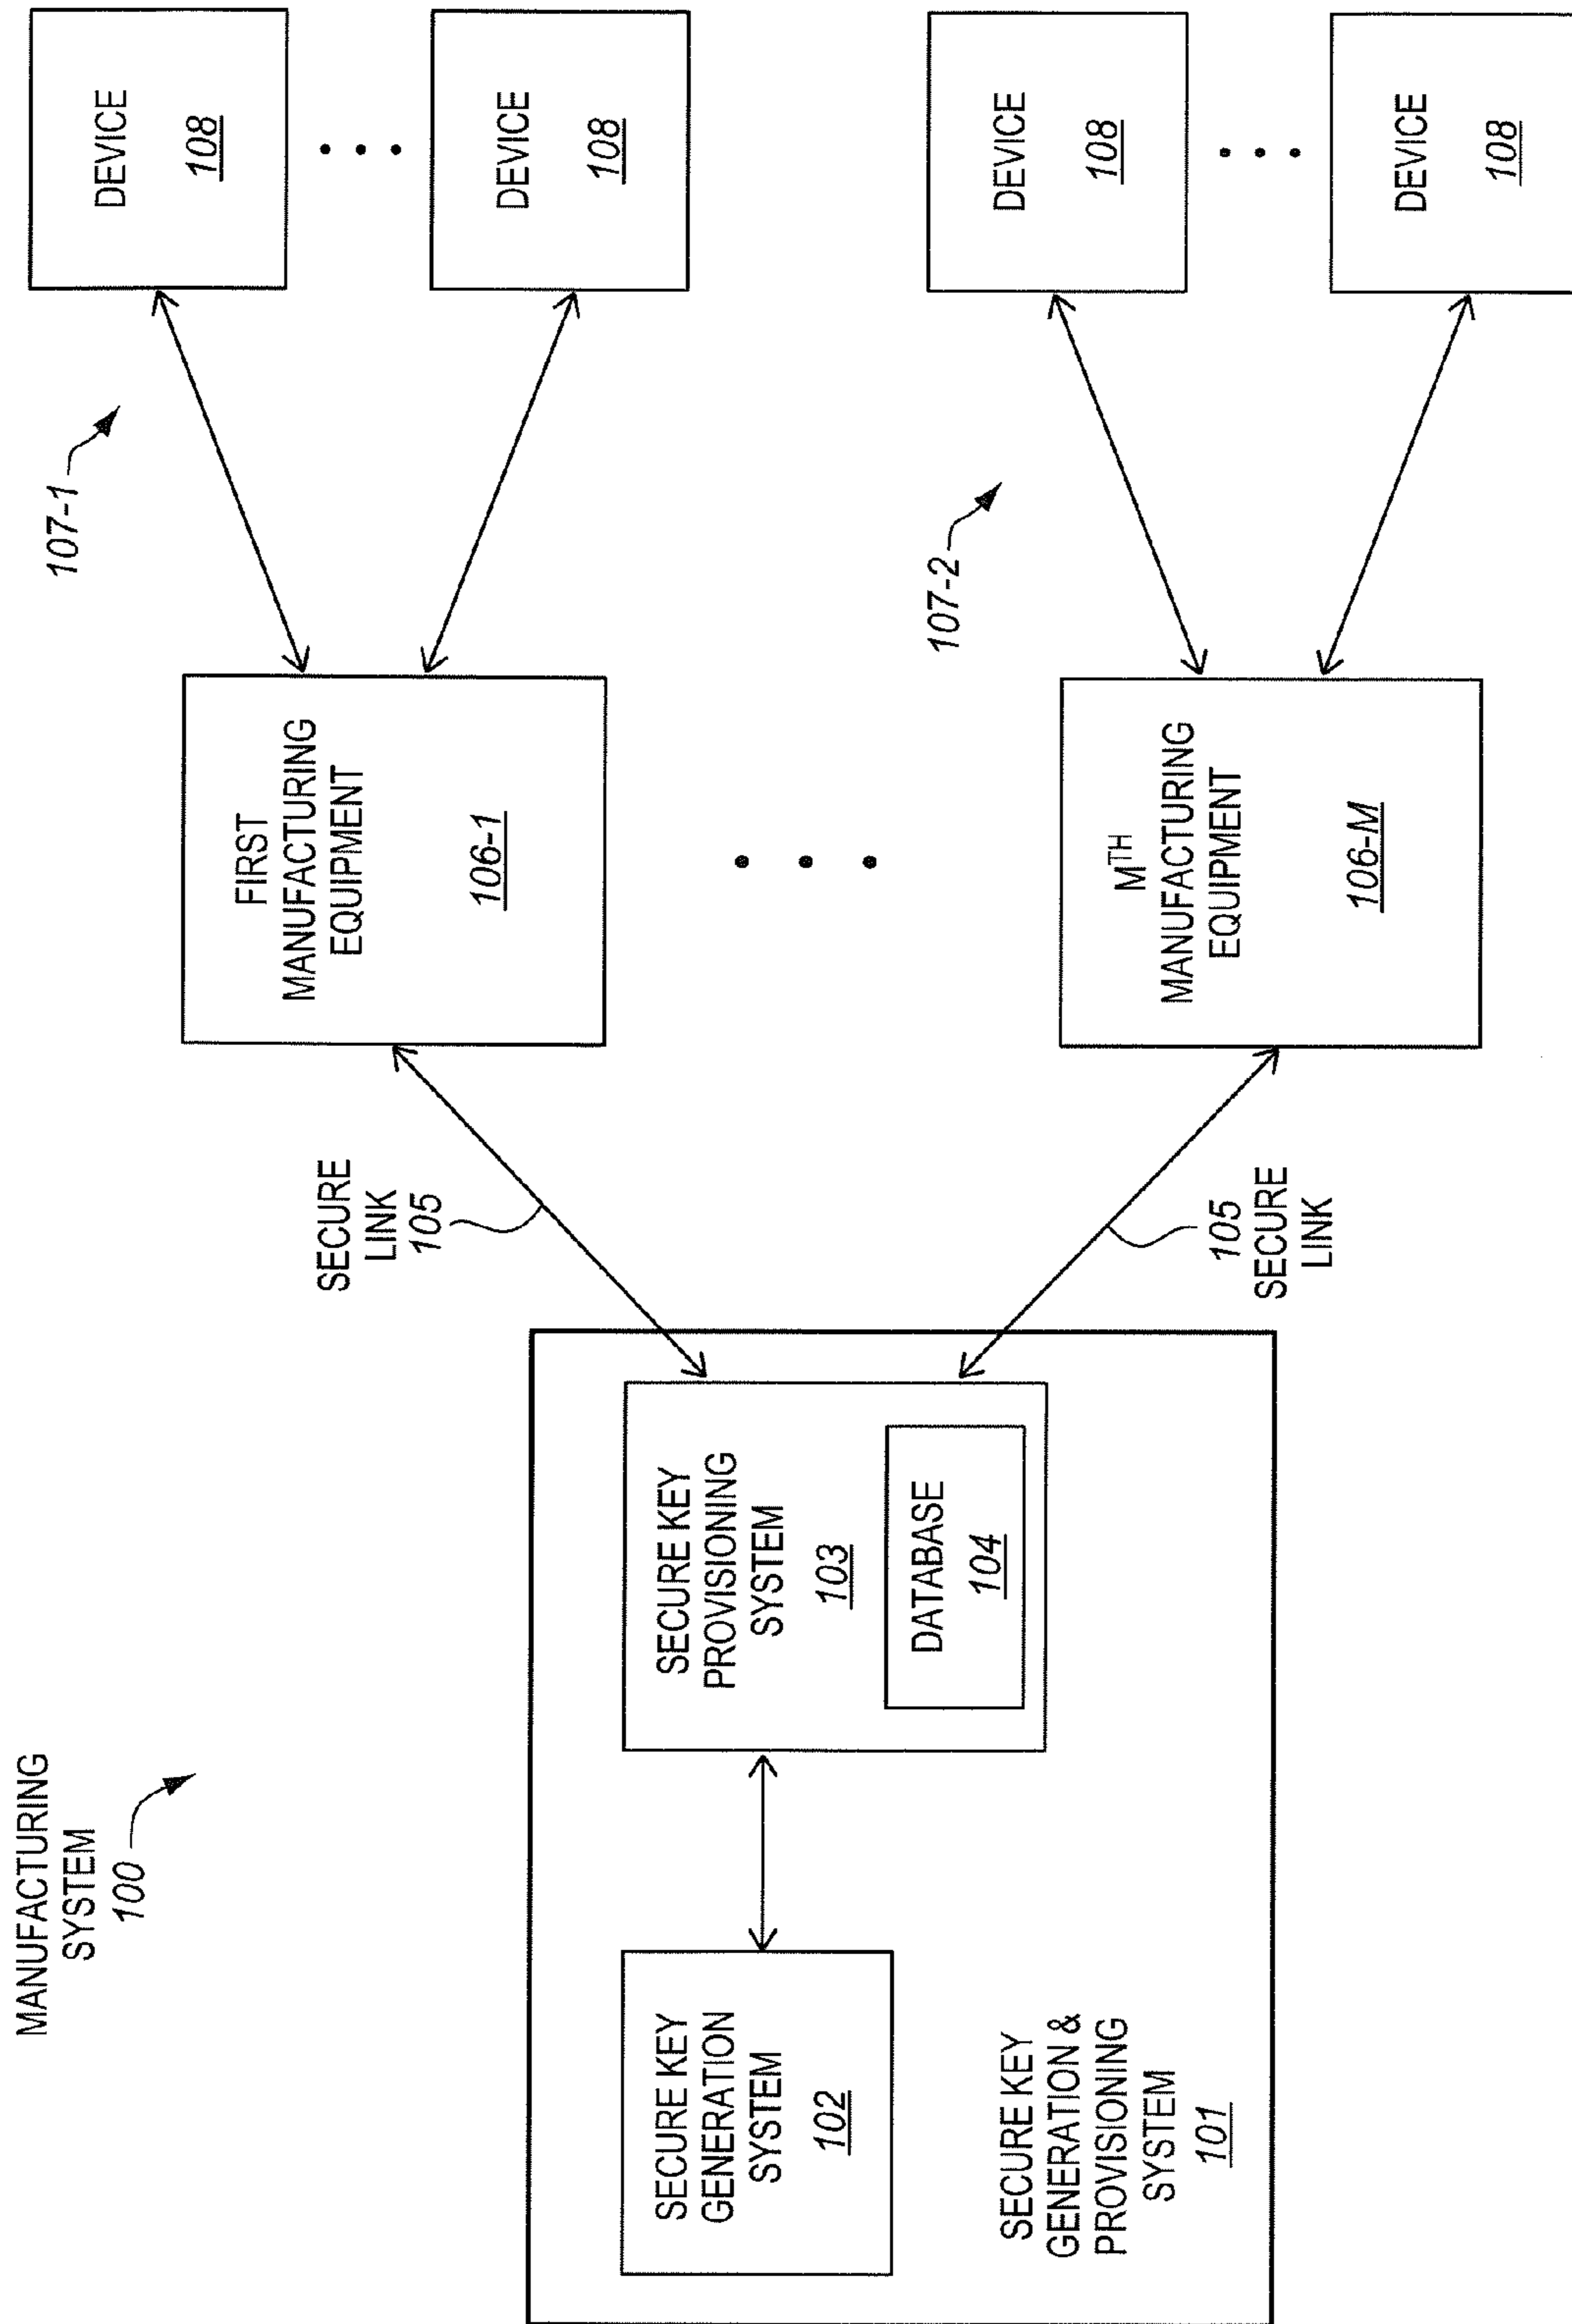 MANUFACTURING
SYSTEM
100
SECURE KEY
GENERATION
SYSTEM
102
SECURE KEY
GENERATION &
PROVISIONING
SYSTEM
101
SECURE KEY
PROVISIONING
SYSTEM
103
DATABASE
104
SECURE
LINK
105
105
SECURE
LINK
FIRST
MANUFACTURING
EQUIPMENT
106-1
MTH
MANUFACTURING
EQUIPMENT
106-M
107-1
107-2
DEVICE
108
DEVICE
108
DEVICE
108
DEVICE
108